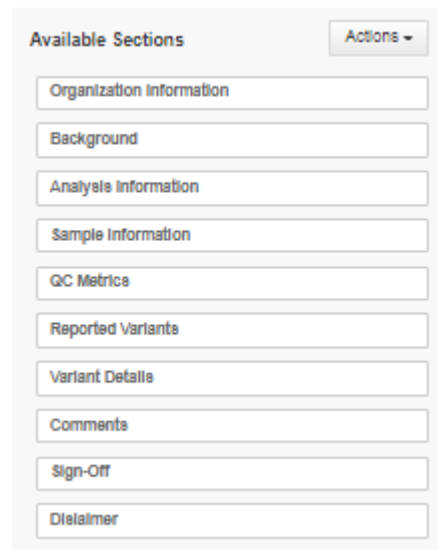 Available Sections
Actions
Organization Information
Background
Analysis Information
Sample Information
QC Metrics
Reported Variants
Variant Details
Comments
Sign-Off
Dislaimer